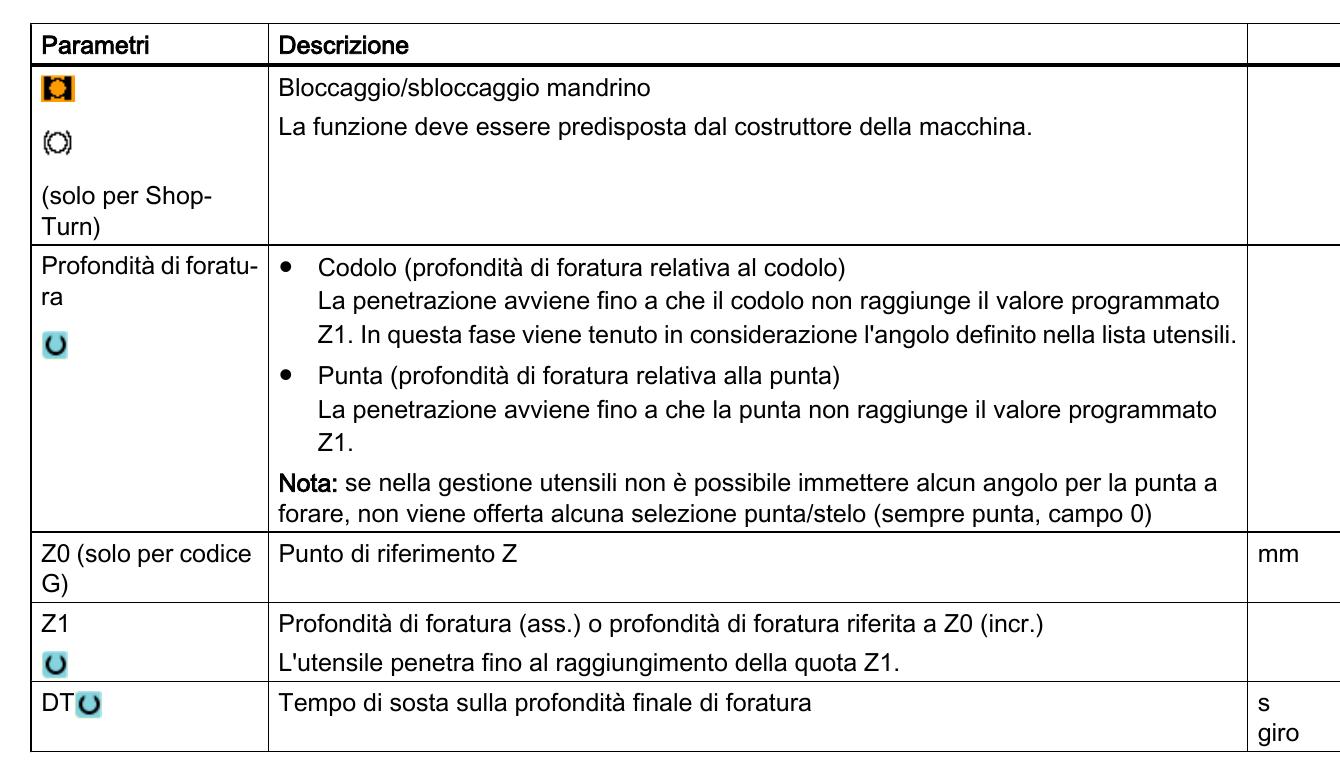 Parametri
Descrizione
Bloccaggio/sbloccaggio mandrino
La funzione deve essere predisposta dal costruttore della macchina.
(solo per Shop-
Turn)
Profondità di foratu-
ra
● Codolo (profondità di foratura relativa al codolo)
La penetrazione avviene fino a che il codolo non raggiunge il valore programmato
Z1. In questa fase viene tenuto in considerazione l'angolo definito nella lista utensili.
● Punta (profondità di foratura relativa alla punta)
La penetrazione avviene fino a che la punta non raggiunge il valore programmato
Z1.
Nota: se nella gestione utensili non è possibile immettere alcun angolo per la punta a
forare, non viene offerta alcuna selezione punta/stelo (sempre punta, campo 0)
Z0 (solo per codice
G)
Punto di riferimento Z
mm
Z1
Profondità di foratura (ass.) o profondità di foratura riferita a Z0 (incr.)
L'utensile penetra fino al raggiungimento della quota Z1.
DT
Tempo di sosta sulla profondità finale di foratura
s
giro